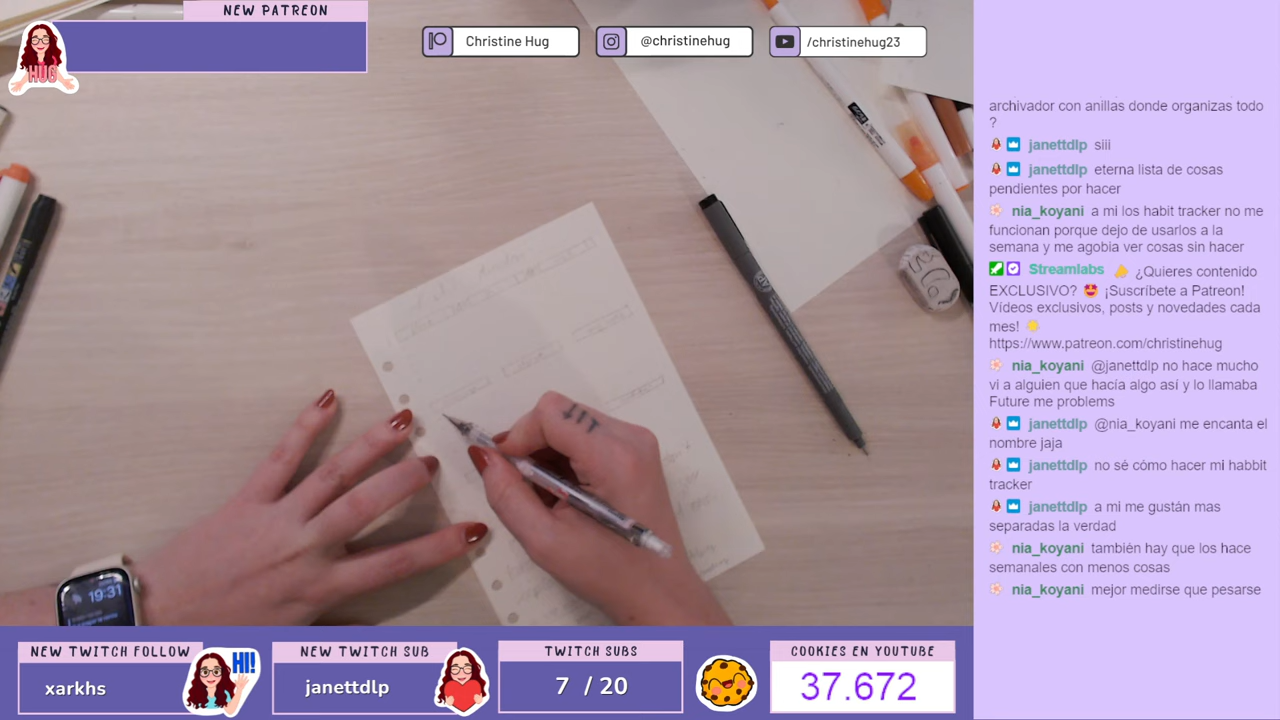 NEW PATREON
HUG
Christine Hug
@christinehug
/christinehug23
19:31
archivador con anillas donde organizas todo
?
janettdlp siii
janettdlp eterna lista de cosas
pendientes por hacer
nia_koyani a mi los habit tracker no me
funcionan porque dejo de usarlos a la
semana y me agobia ver cosas sin hacer
Streamlabs 👉 ¿Quieres contenido
EXCLUSIVO? 🤩 ¡Suscríbete a Patreon!
Vídeos exclusivos, posts y novedades cada
mes!
https://www.patreon.com/christinehug
nia_koyani @janettdlp no hace mucho
vi a alguien que hacía algo así y lo llamaba
Future me problems
janettdlp @nia_koyani me encanta el
nombre jaja
janettdlp no sé cómo hacer mi habbit
tracker
janettdlp a mi me gustán mas
separadas la verdad
nia_koyani también hay que los hace
semanales con menos cosas
nia_koyani mejor medirse que pesarse
NEW TWITCH FOLLOW
xarkhs
HI!
NEW TWITCH SUB
janettdlp
TWITCH SUBS
7 / 20
COOKIES EN YOUTUBE
37.672